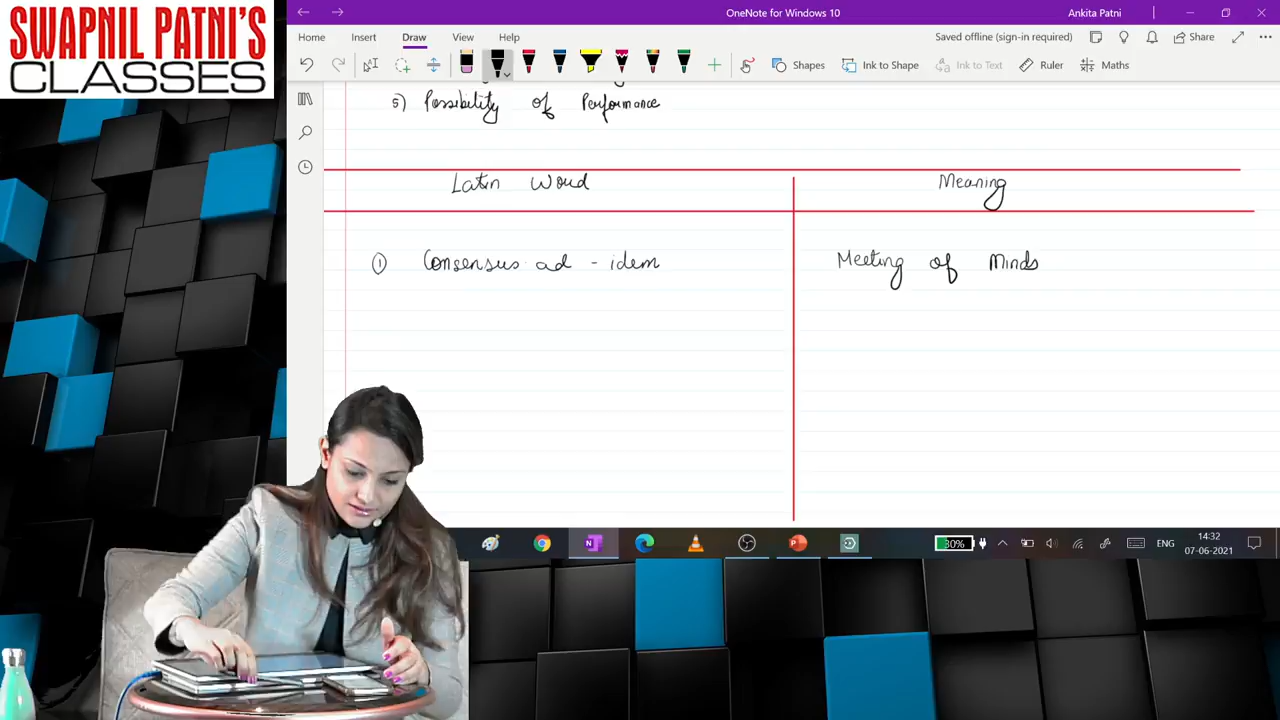 SWAPNIL PATNI'S
CLASSES
OneNote for Windows 10
Ankita Patni
Home Insert Draw View Help
Saved offline (sign-in required)
Share
Shapes
Ink to Shape
Ink to Text
Ruler
Maths
5) Possibility of Performance
Latin Word
Meaning
① Consensus ad - idem
Meeting of Minds
30%
ENG
14:32
07-06-2021